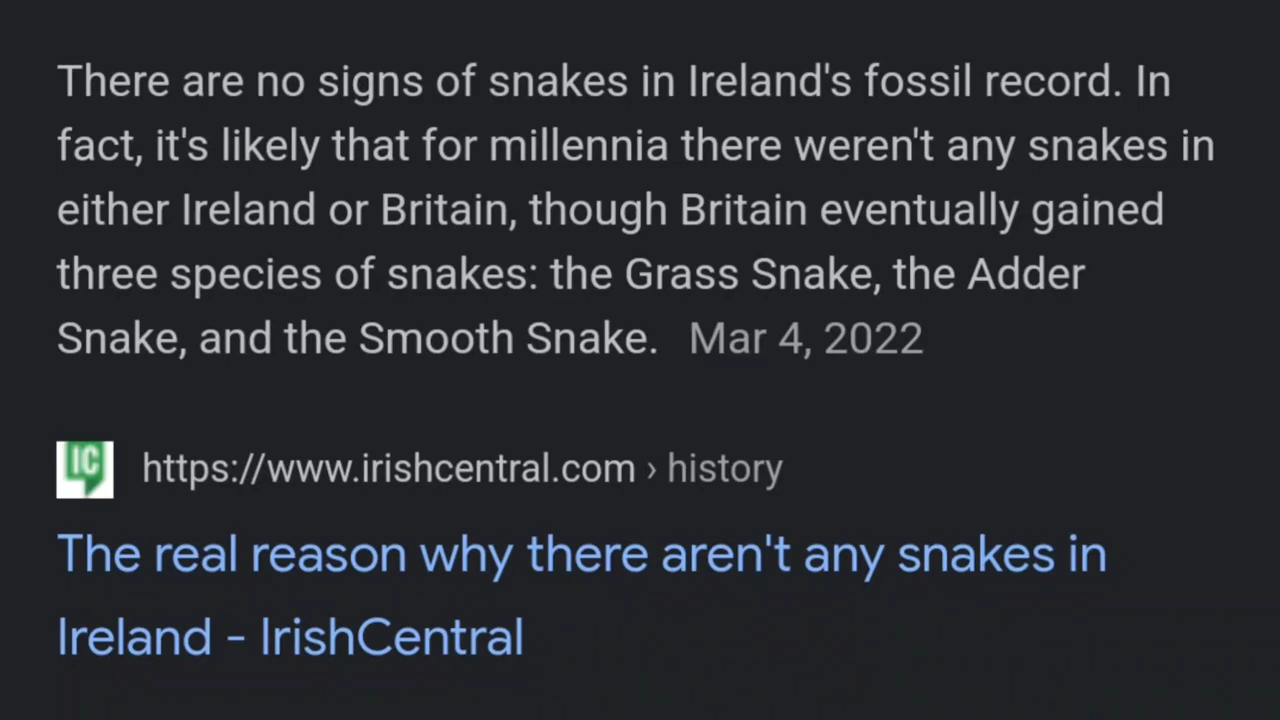 There are no signs of snakes in Ireland's fossil record. In
fact, it's likely that for millennia there weren't any snakes in
either Ireland or Britain, though Britain eventually gained
three species of snakes: the Grass Snake, the Adder
Snake, and the Smooth Snake. Mar 4, 2022
IC
https://www.irishcentral.com › history
The real reason why there aren't any snakes in
Ireland - IrishCentral